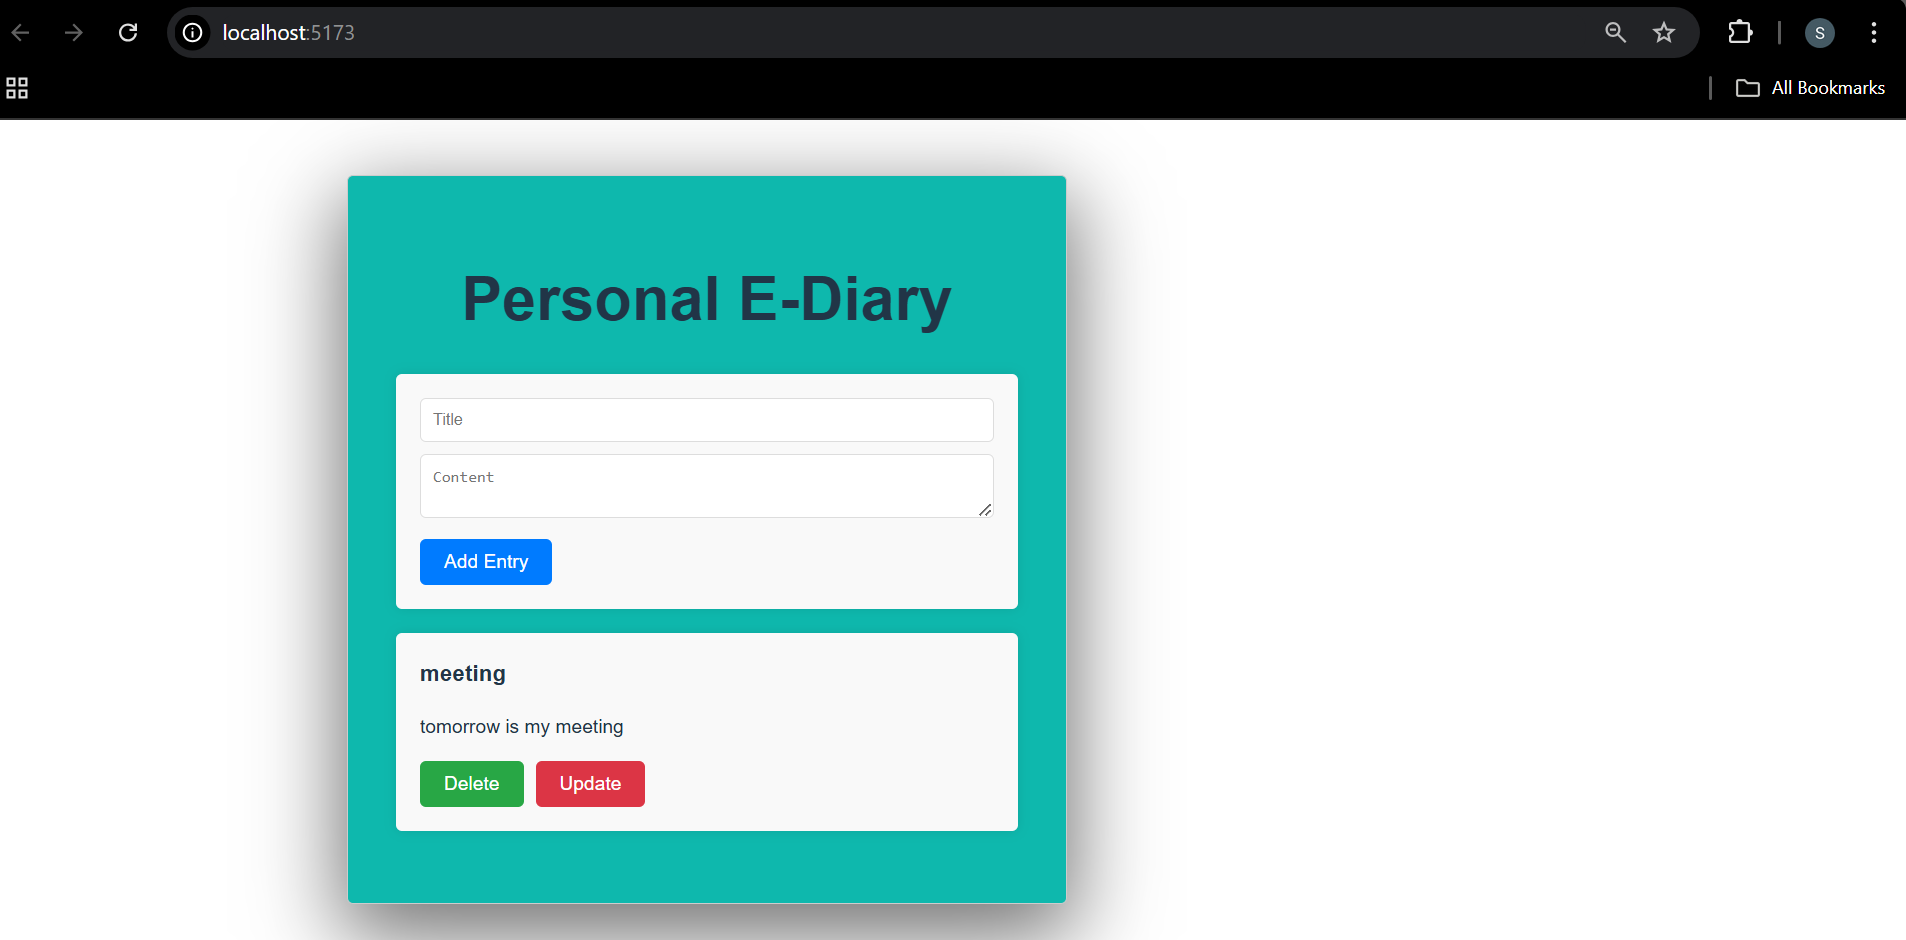 localhost:5173
S
All Bookmarks
Personal E-Diary
Title
Content
Add Entry
meeting
tomorrow is my meeting
Delete Update